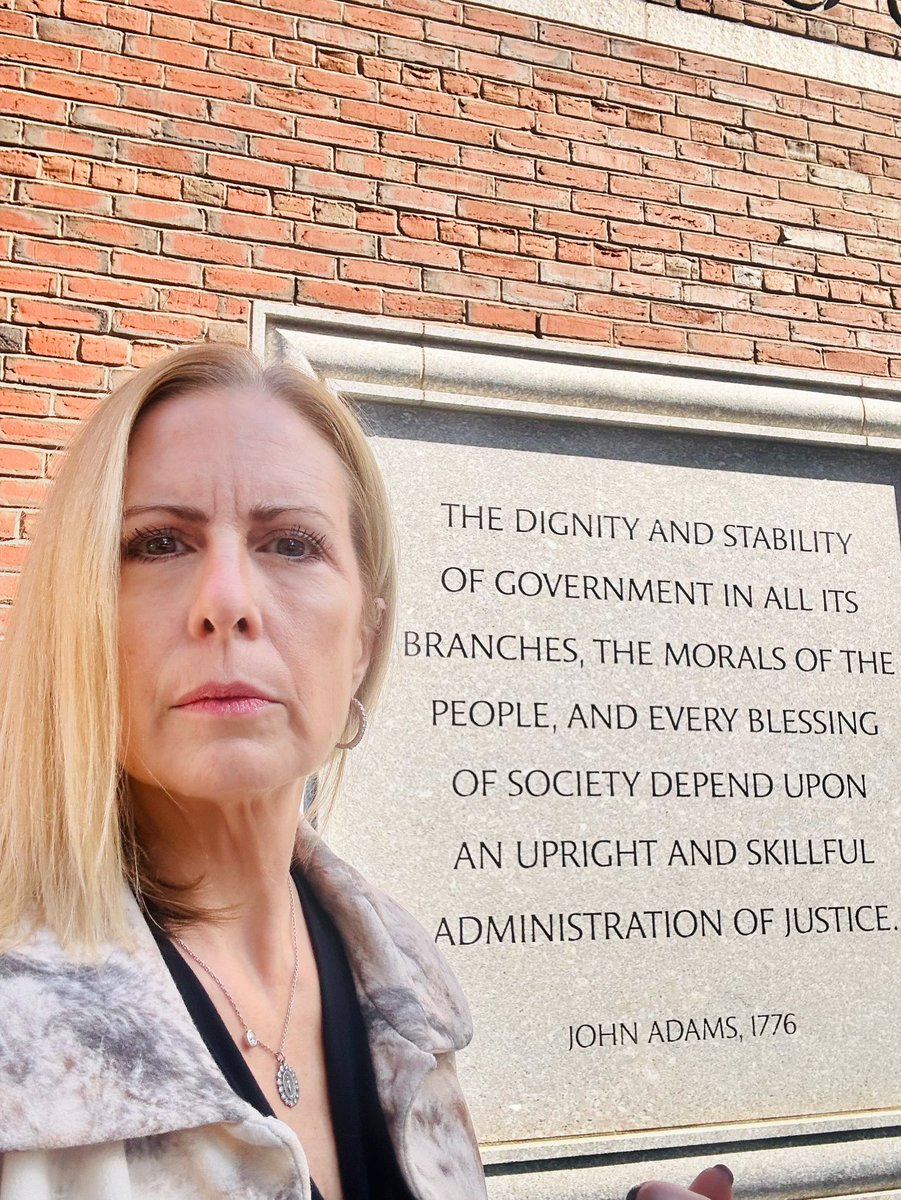 THE DIGNITY AND STABILITY
OF GOVERNMENT IN ALL ITS
BRANCHES, THE MORALS OF THE
PEOPLE, AND EVERY BLESSING
OF SOCIETY DEPEND UPON
AN UPRIGHT AND SKILLFUL
ADMINISTRATION OF JUSTICE.
JOHN ADAMS, 1776